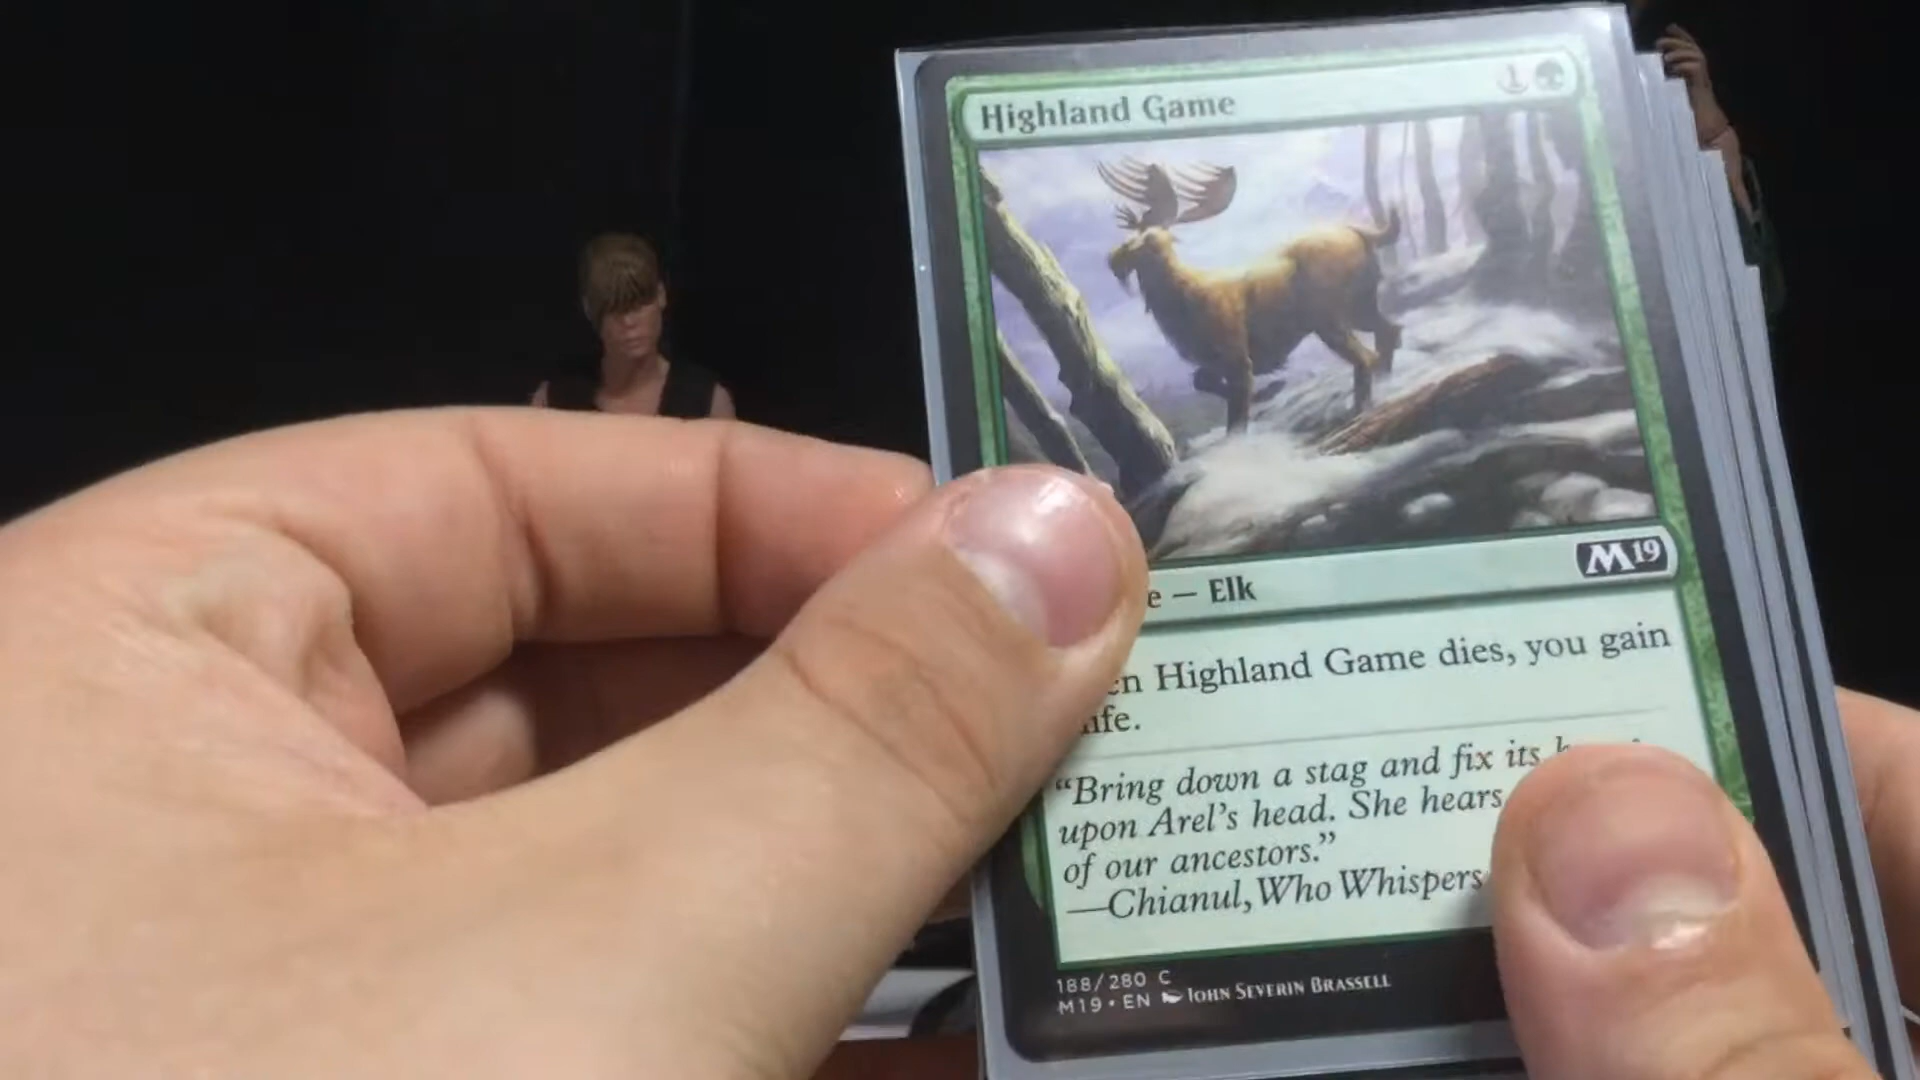 Highland Game 1
M19
— Elk
Highland Game dies, you gain
life.
“Bring down a stag and fix its
upon Arel’s head. She hears
of our ancestors.”
—Chianul, Who Whispers
188/280 C
M19 • EN John Severin Brassell